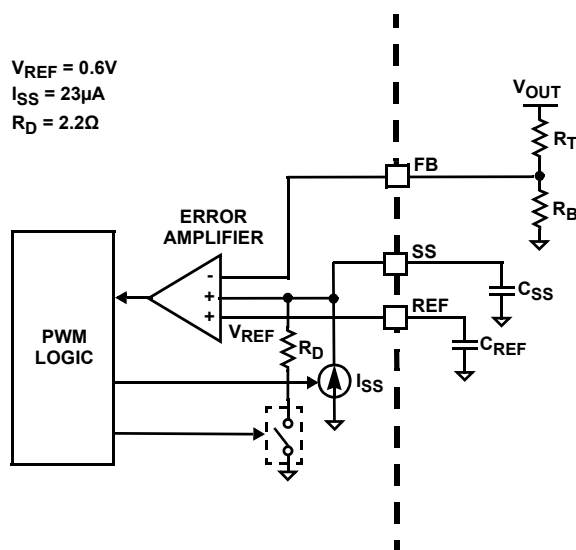 VREF = 0.6V
ISS = 23µA
RD = 2.2Ω
VOUT
RT
FB
RB
ERROR
AMPLIFIER
SS
-
+
+
CSS
REF
VREF
CREF
RD
PWM
LOGIC
ISS